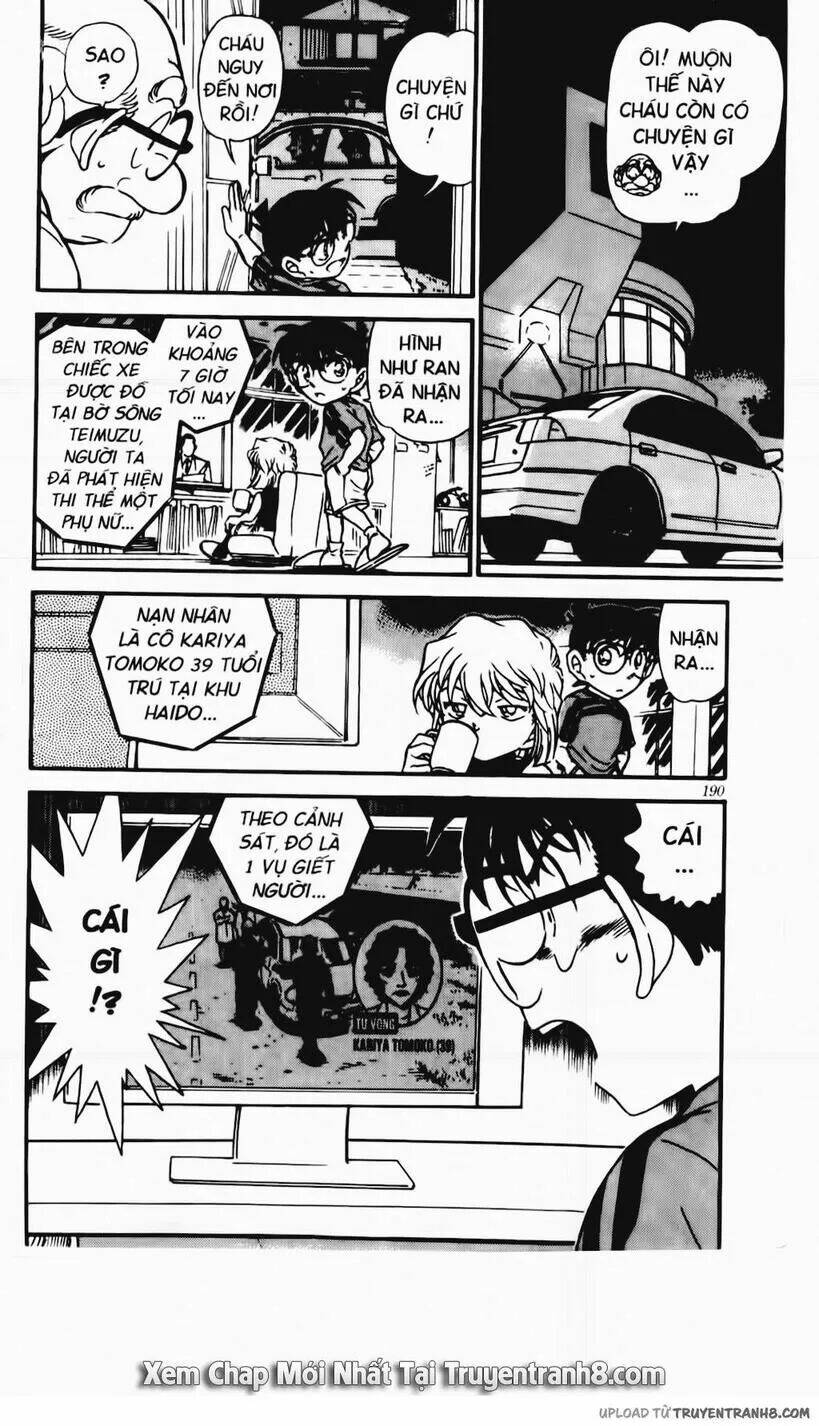 ÔI! MUỘN
THẾ NÀY
CHÁU CÒN CÓ
CHUYỆN GÌ
VẬY
...
CHUYỆN
GÌ CHỨ
!
CHÁU
NGUY
ĐẾN NƠI
RỒI!
SAO
?
HÌNH
NHƯ RAN
ĐÃ NHẬN
RA...
VÀO
KHOẢNG
7 GIỜ
TỐI NAY
...
BÊN TRONG
CHIẾC XE
ĐƯỢC ĐỖ
TẠI BỜ SÔNG
TEIMUZU,
NGƯỜI TA
ĐÃ PHÁT HIỆN
THI THỂ MỘT
PHỤ NỮ...
NHẬN
RA...
NẠN NHÂN
LÀ CÔ KARIYA
TOMOKO 39 TUỔI
TRÚ TẠI KHU
HAIDO...
190
CÁI
...
THEO CẢNH
SÁT, ĐÓ LÀ
1 VỤ GIẾT
NGƯỜI...
TỬ VONG
KARIYA TOMOKO (39)
CÁI
GÌ
!?
Xem Chap Mới Nhất Tại Truyentranh8.com
UPLOAD TỪ TRUYENTRANH8.COM